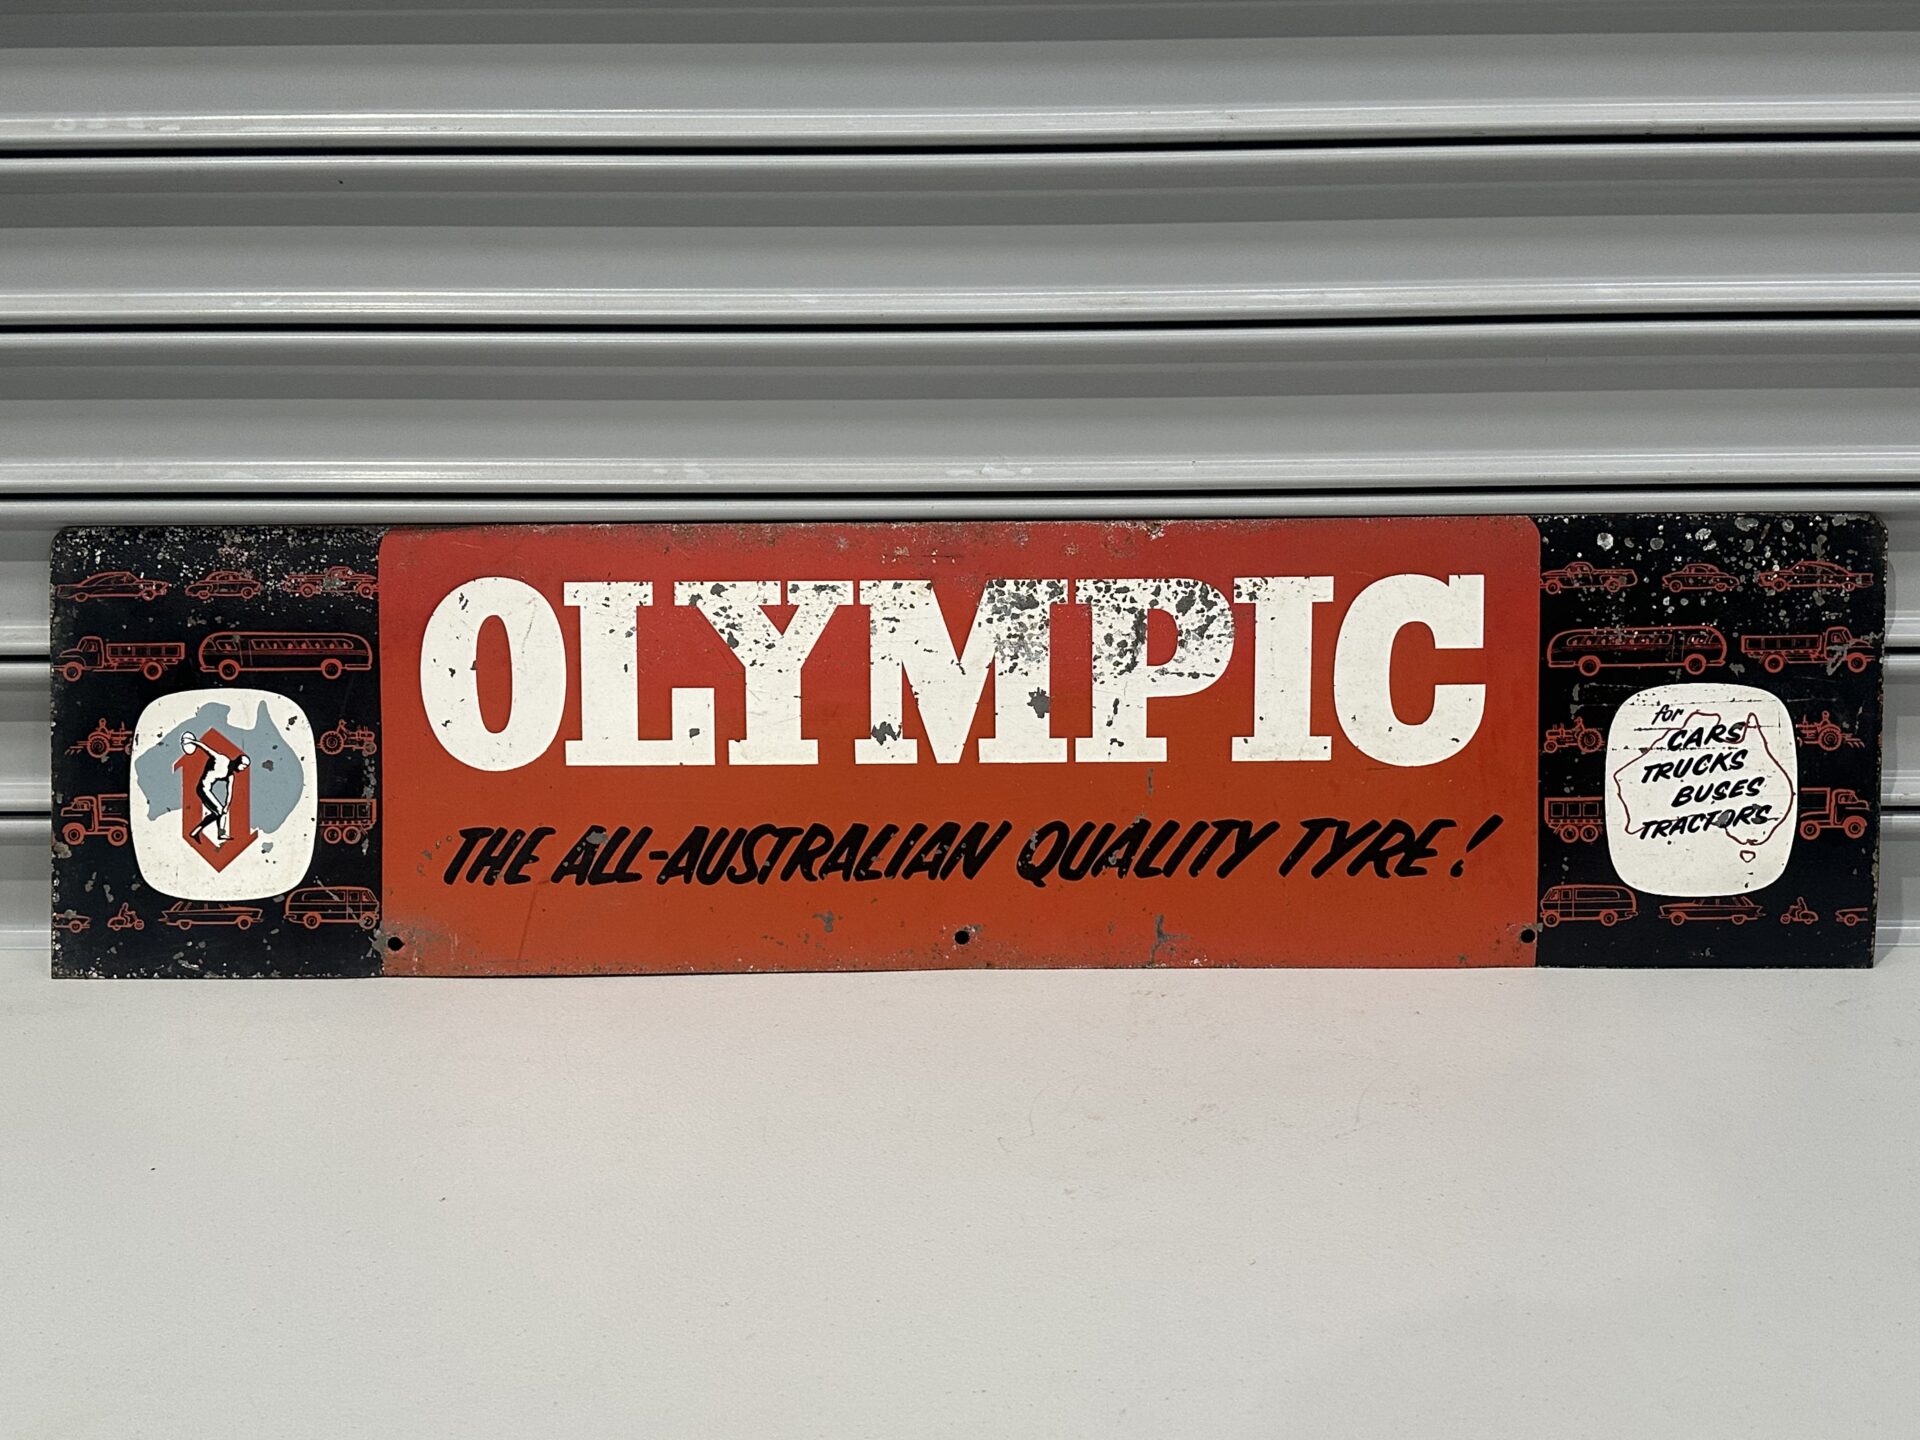 OLYMPIC
THE ALL-AUSTRALIAN QUALITY TYRE!
for
CARS
TRUCKS
BUSES
TRACTORS